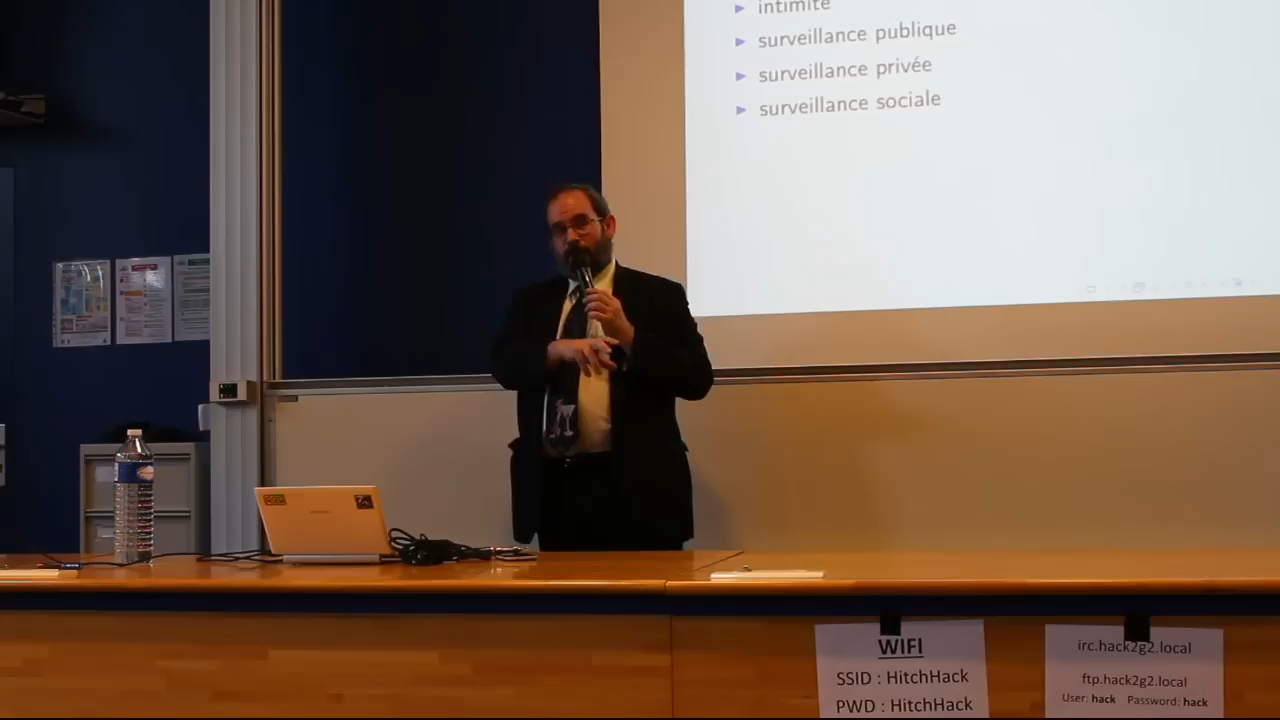 intimité
surveillance publique
surveillance privée
surveillance sociale
WIFI
SSID : HitchHack
PWD : HitchHack
irc.hack2g2.local
ftp.hack2g2.local
User: hack Password: hack